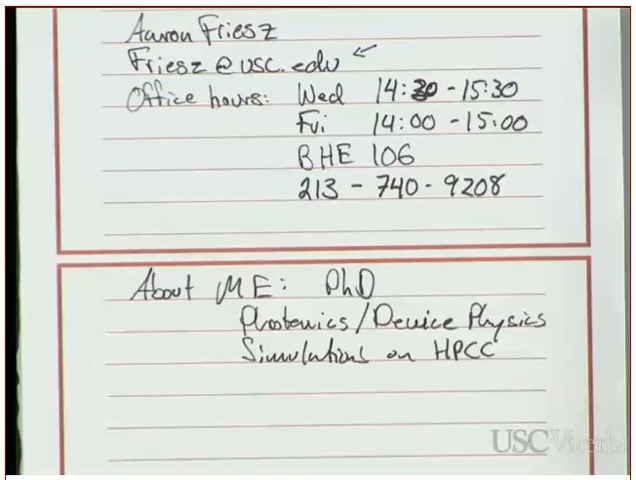 Aaron Friesz
Friesz@usc.edu
Office hours: Wed 14:30 - 15:30
Fri 14:00 - 15:00
BHE 106
213 - 740 - 9208
About ME: PhD
Photonics/Device Physics
Simulations on HPCC
USC Viterbi